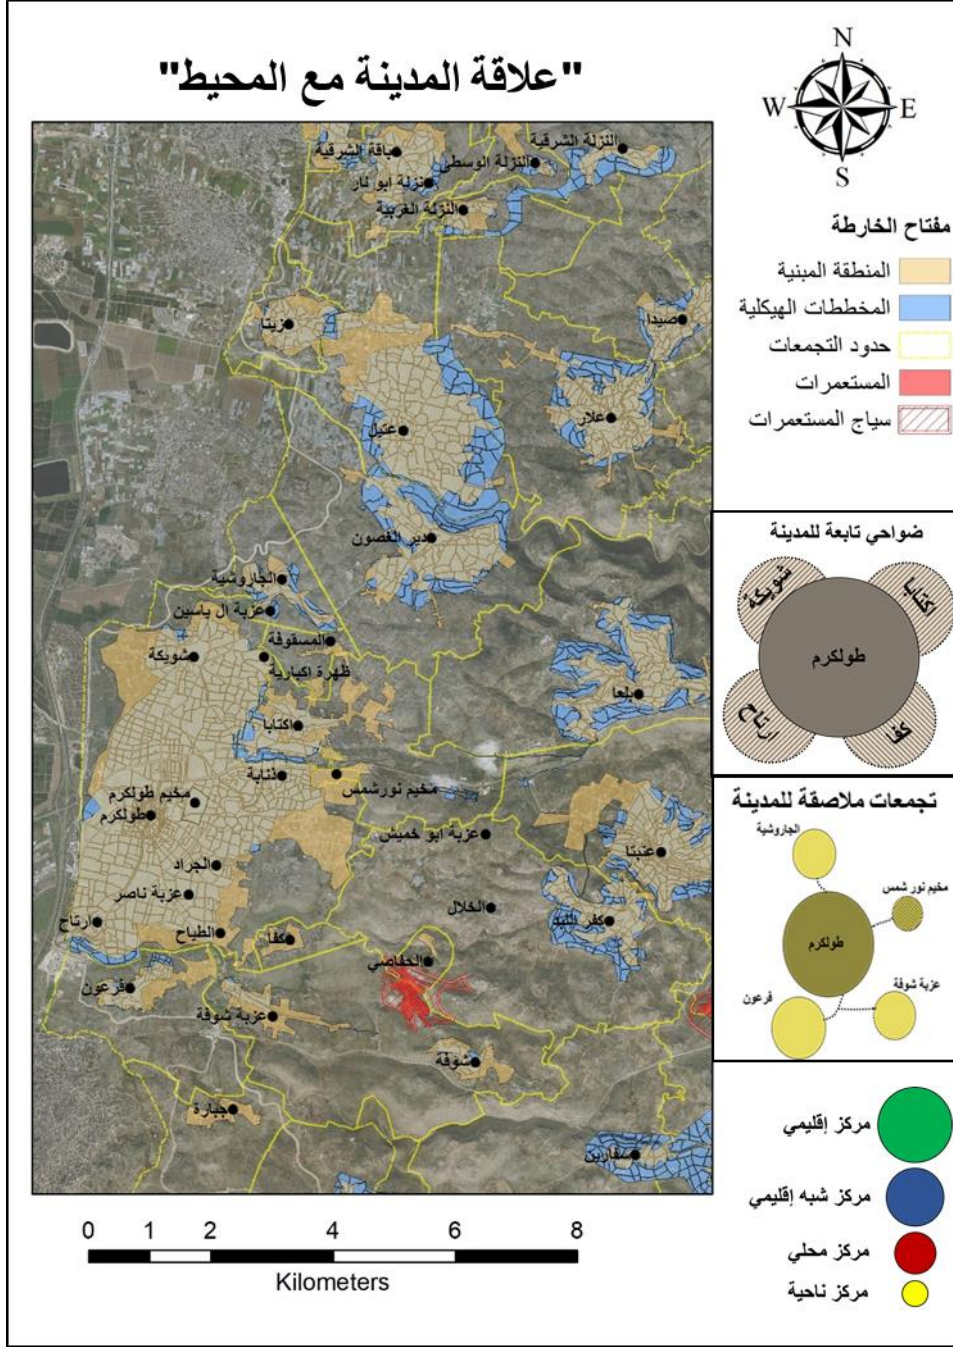 "علاقة المدينة مع المحيط"
N
W
E
S
مفتاح الخارطة
المنطقة المبنية
المخططات الهيكلية
حدود التجمعات
المستعمرات
سياج المستعمرات
باقة الشرقية
النزلة الشرقية
النزلة الوسطى
نزلة ابو نار
النزلة الغربية
زيتا
صيدا
علار
عتيل
دير الغصون
الجاروشية
عزبة ال ياسين
المسقوفة
شويكة
ظهرة اكبارية
بلعا
اكتابا
ذنابة
مخيم نورشمس
مخيم طولكرم
طولكرم
عزبة ابو خميش
عنبتا
الجراد
عزبة ناصر
الخلال
ارتاح
الطياح
كفا
كفر اللبد
الحفاصي
فرعون
عزبة شوفة
شوفة
جبارة
سفارين
ضواحي تابعة للمدينة
شويكة
اكتابا
طولكرم
ارتاح
كفا
تجمعات ملاصقة للمدينة
الجاروشية
مخيم نور شمس
طولكرم
عزبة شوفة
فرعون
مركز إقليمي
مركز شبه إقليمي
مركز محلي
مركز ناحية
0 1 2 4 6 8
Kilometers